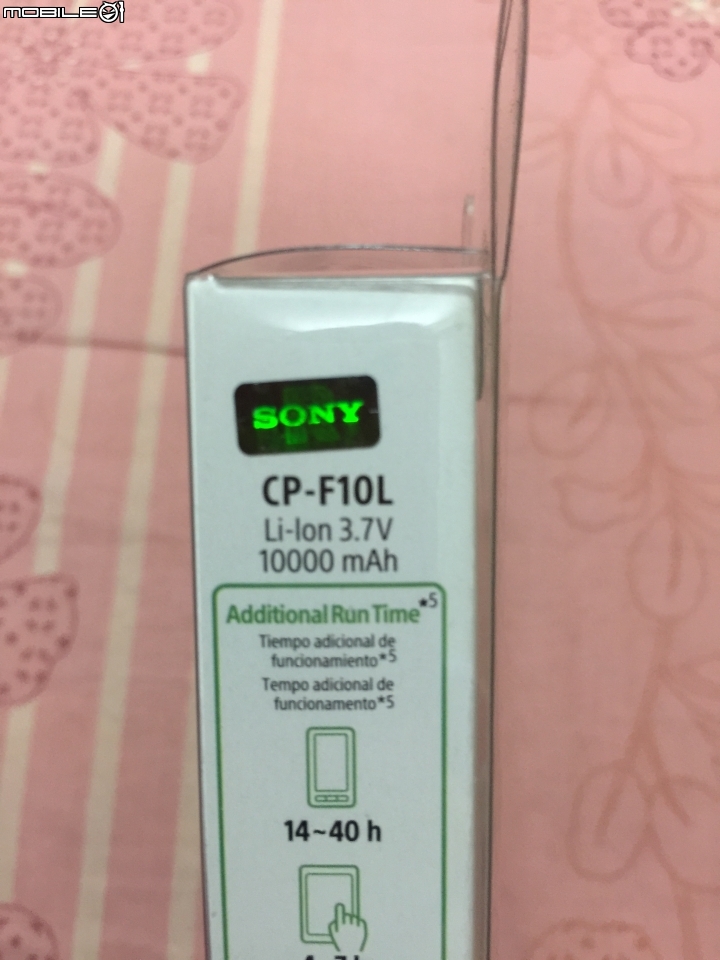 MOBILE01
SONY
CP-F10L
Li-Ion 3.7V
10000 mAh
Additional Run Time*5
Tiempo adicional de
funcionamiento*5
Tempo adicional de
funcionamento*5
14~40 h